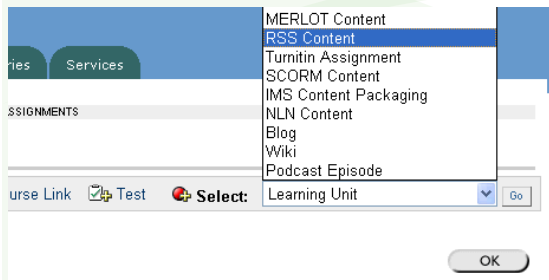 MERLOT Content
RSS Content
Turnitin Assignment
SCORM Content
IMS Content Packaging
NLN Content
Blog
Wiki
Podcast Episode
ries Services
SSIGNMENTS
urse Link Test Select: Learning Unit Go
OK